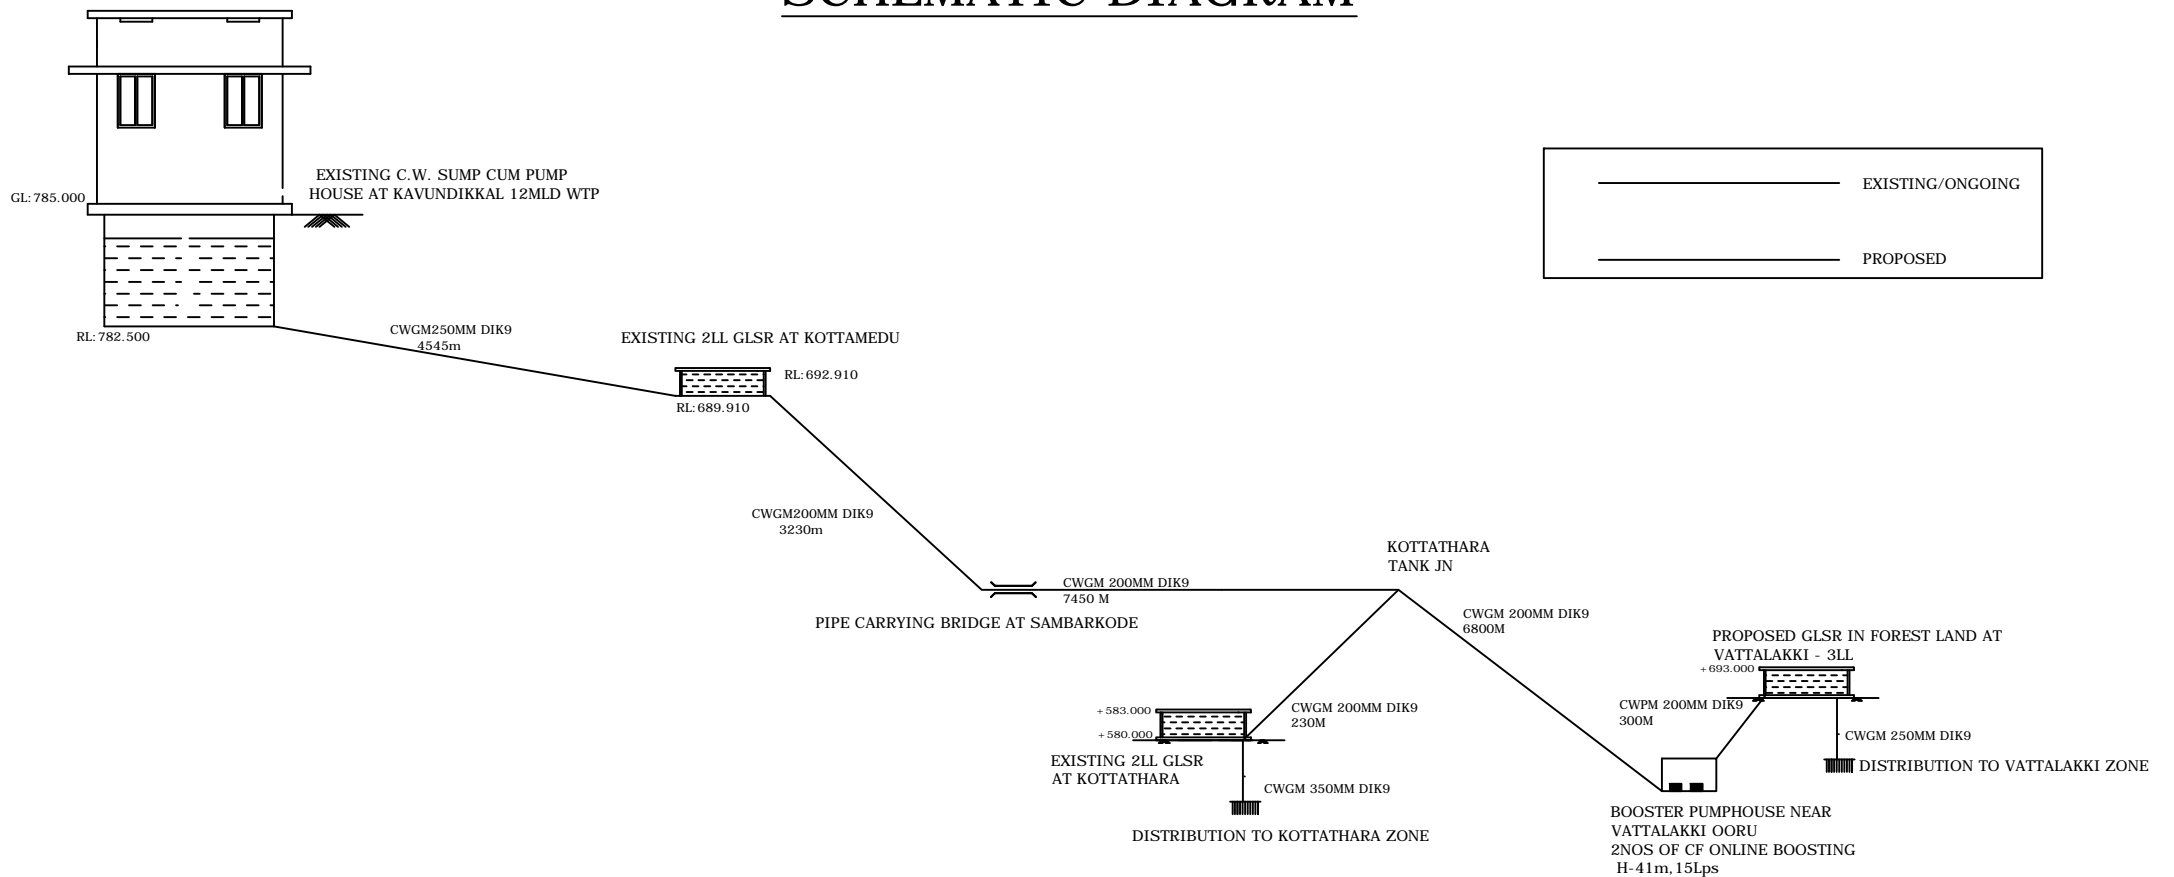 SCHEMATIC DIAGRAM
EXISTING C.W. SUMP CUM PUMP
HOUSE AT KAVUNDIKKAL 12MLD WTP
GL:785.000
RL:782.500
EXISTING/ONGOING
PROPOSED
CWGM250MM DIK9
4545m
EXISTING 2LL GLSR AT KOTTAMEDU
RL:692.910
RL:689.910
CWGM200MM DIK9
3230m
PIPE CARRYING BRIDGE AT SAMBARKODE
CWGM 200MM DIK9
7450 M
KOTTATHARA
TANK JN
CWGM 200MM DIK9
6800M
PROPOSED GLSR IN FOREST LAND AT
VATTALAKKI - 3LL
+693.000
+583.000
+580.000
CWGM 200MM DIK9
230M
EXISTING 2LL GLSR
AT KOTTATHARA
CWGM 350MM DIK9
DISTRIBUTION TO KOTTATHARA ZONE
CWPM 200MM DIK9
300M
CWGM 250MM DIK9
DISTRIBUTION TO VATTALAKKI ZONE
BOOSTER PUMPHOUSE NEAR
VATTALAKKI OORU
2NOS OF CF ONLINE BOOSTING
H-41m,15Lps